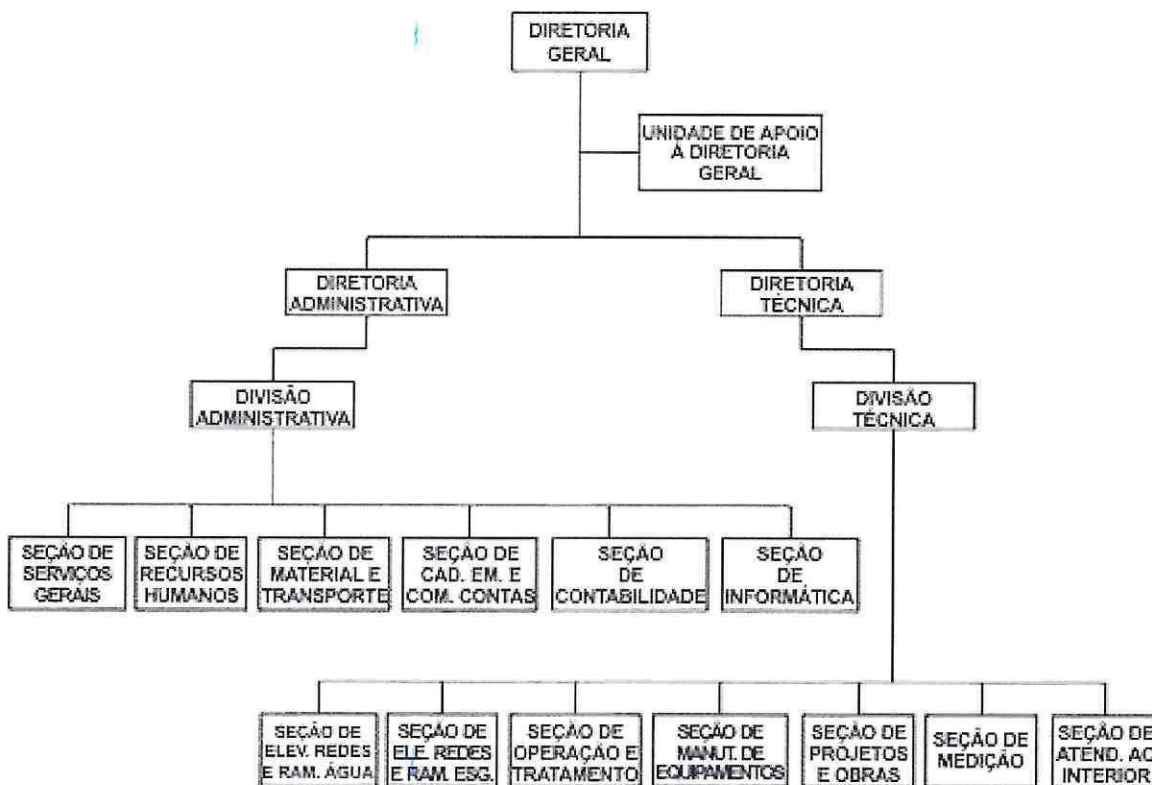 DIRETORIA
GERAL
UNIDADE DE APOIO
À DIRETORIA
GERAL
DIRETORIA
ADMINISTRATIVA
DIRETORIA
TÉCNICA
DIVISÃO
ADMINISTRATIVA
DIVISÃO
TÉCNICA
SEÇÃO DE
SERVIÇOS
GERAIS
SEÇÃO DE
RECURSOS
HUMANOS
SEÇÃO DE
MATERIAL E
TRANSPORTE
SEÇÃO DE
CAD. EM. E
COM. CONTAS
SEÇÃO
DE
CONTABILIDADE
SEÇÃO
DE
INFORMÁTICA
SEÇÃO DE
ELEV. REDES
E RAM. ÁGUA
SEÇÃO DE
ELE. REDES
E RAM. ESG.
SEÇÃO DE
OPERAÇÃO E
TRATAMENTO
SEÇÃO DE
MANUT. DE
EQUIPAMENTOS
SEÇÃO DE
PROJETOS
E OBRAS
SEÇÃO DE
MEDIÇÃO
SEÇÃO DE
ATEND. AO
INTERIOR